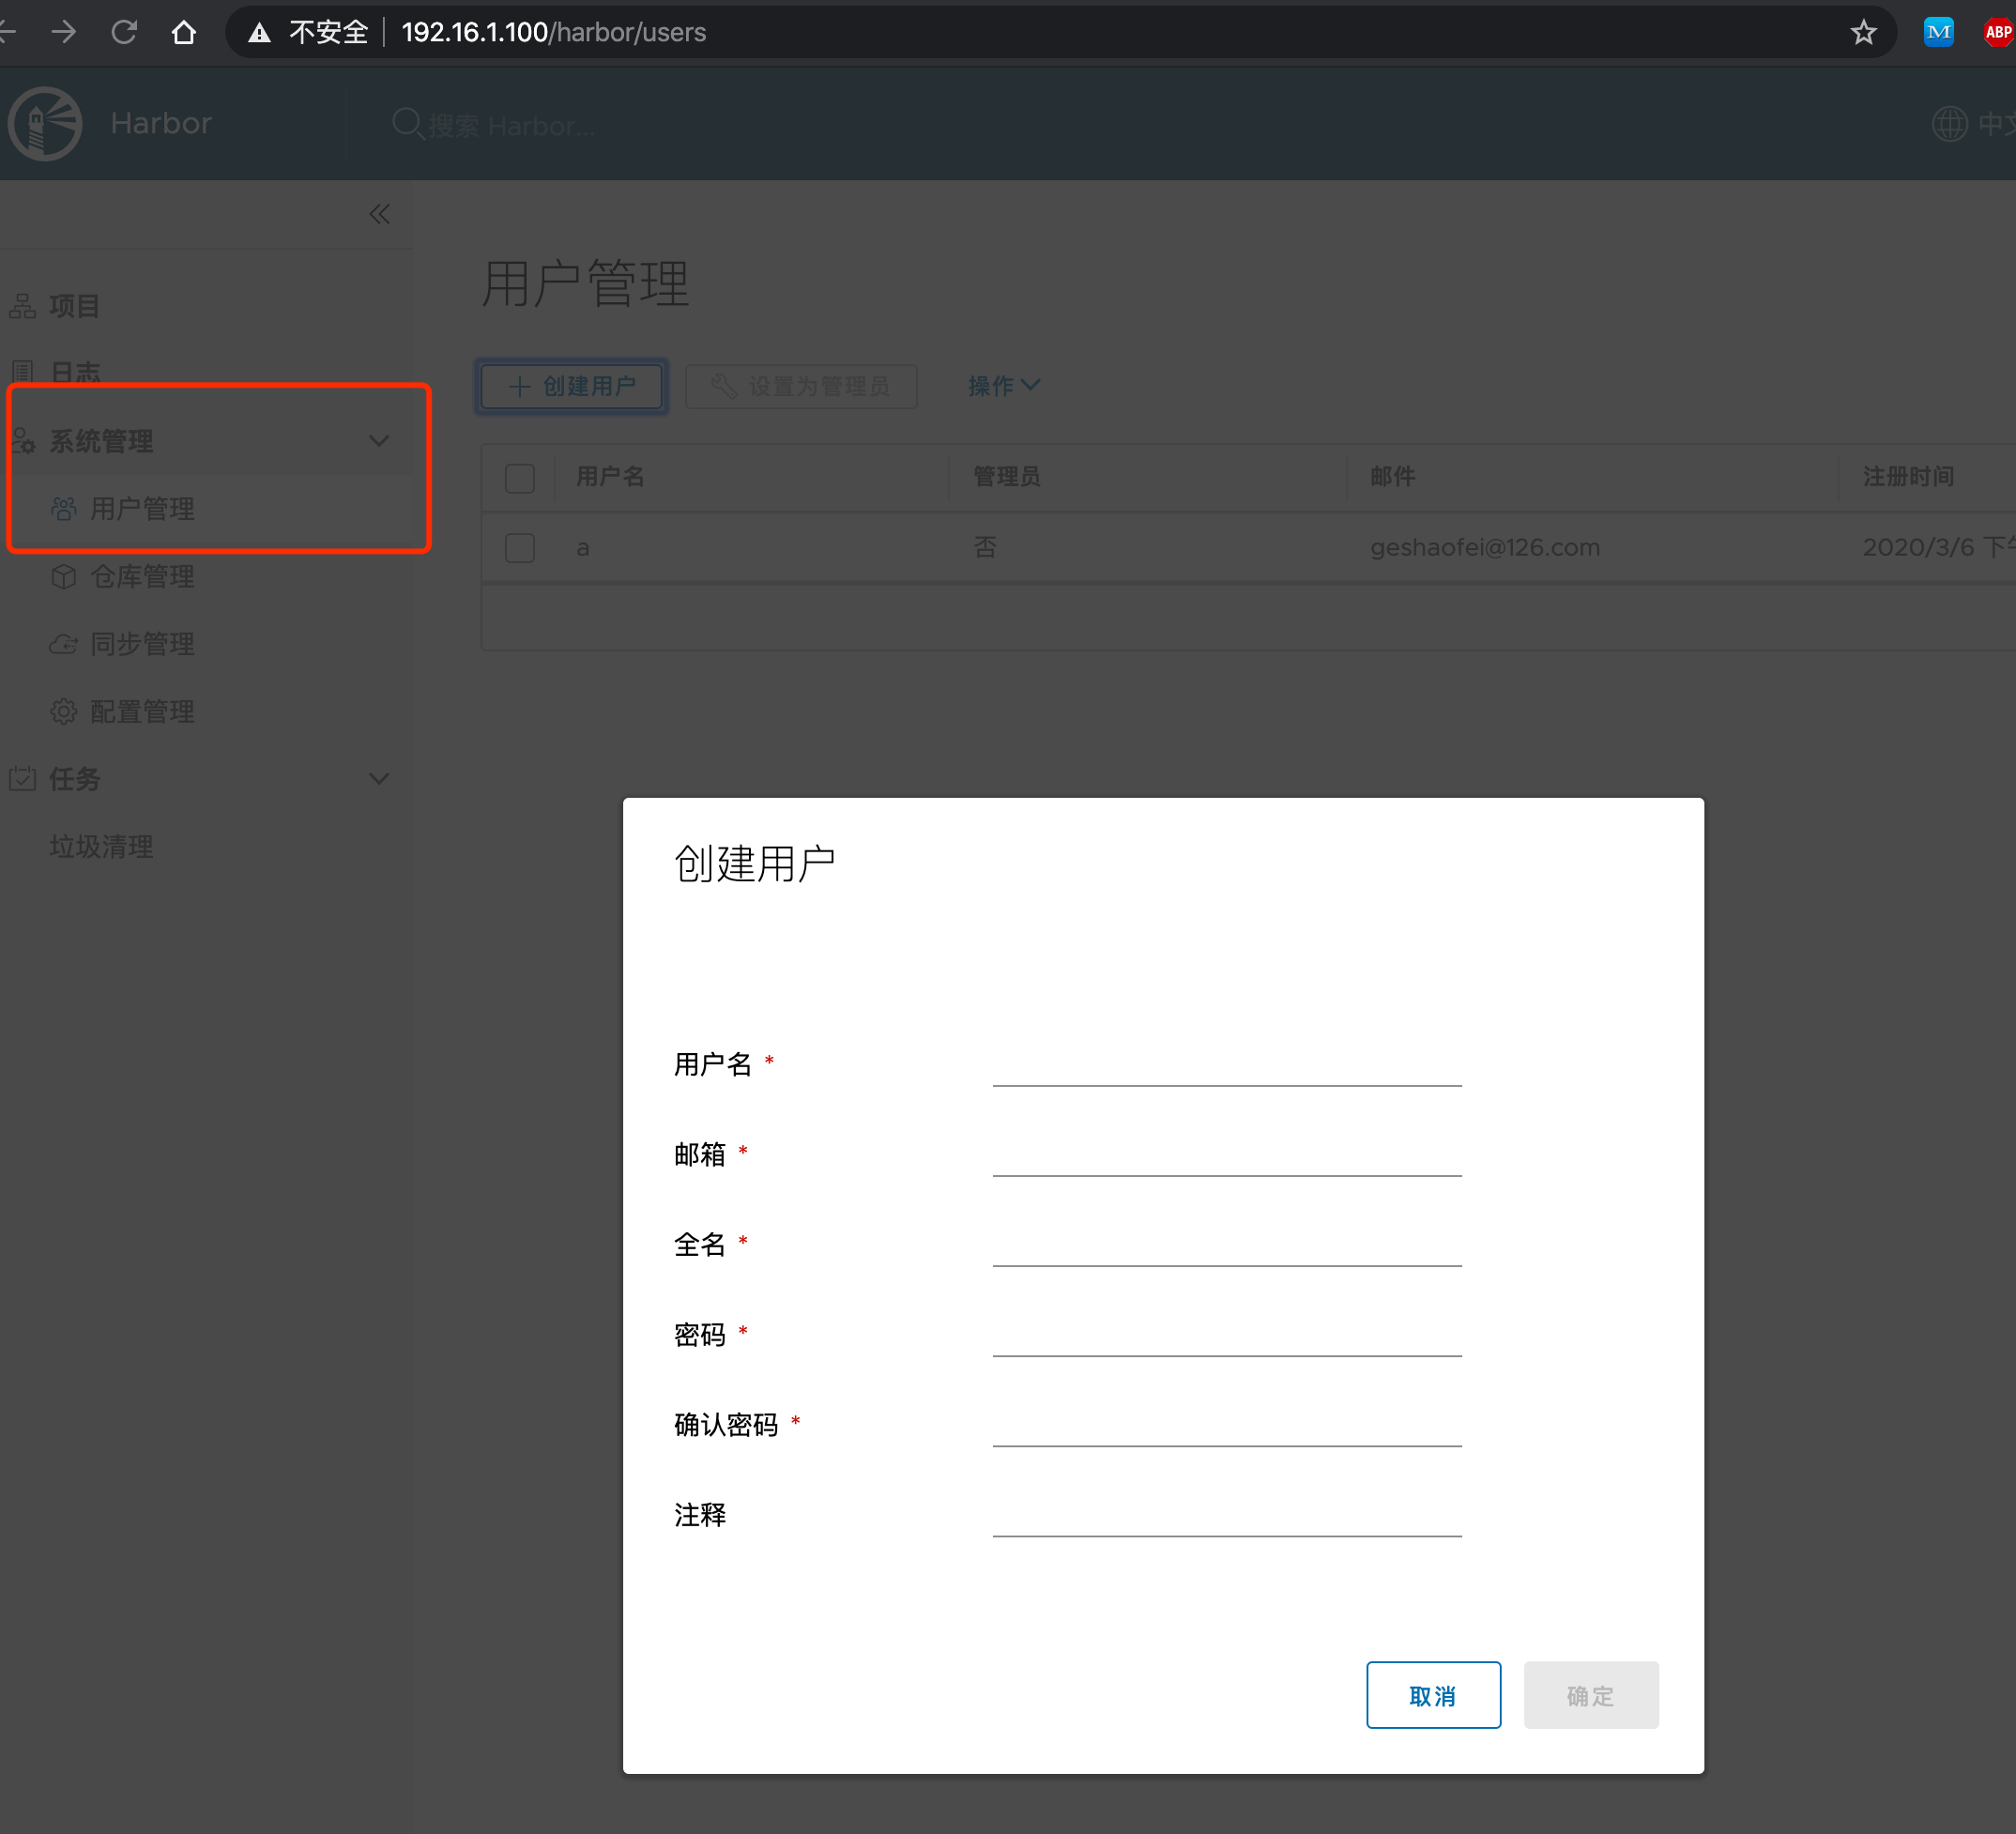 不安全 192.16.1.100/harbor/users
M
ABP
Harbor
搜索 Harbor...
用户管理
项目
日志
创建用户
设置为管理员
操作
系统管理
用户名
管理员
邮件
注册时间
用户管理
a
否
geshaofei@126.com
2020/3/6
仓库管理
同步管理
配置管理
任务
垃圾清理
创建用户
用户名 *
邮箱 *
全名 *
密码 *
确认密码 *
注释
取消
确定